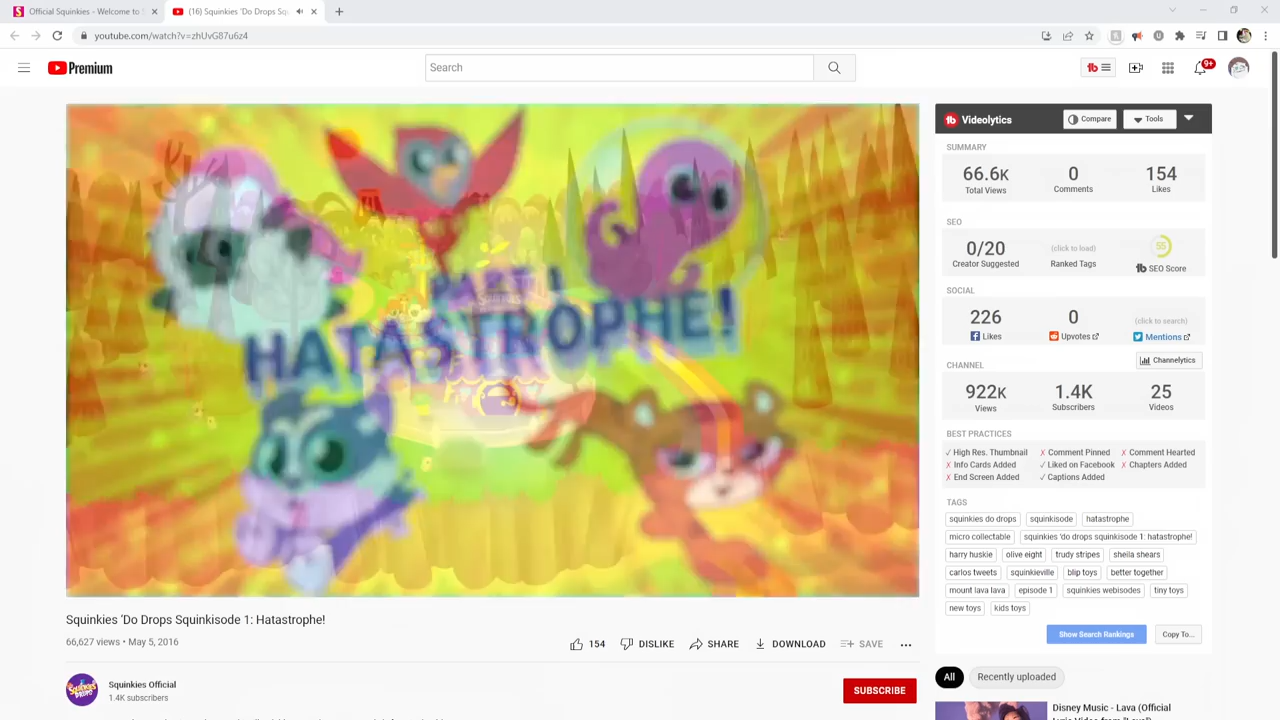 Official Squinkies - Welcome to S
(16) Squinkies 'Do Drops Squ
youtube.com/watch?v=zhUvG87u6z4
Premium
Search
9+
PART 1
HATASTROPHE!
Videolytics
Compare
Tools
SUMMARY
66.6K
0
154
Total Views
Comments
Likes
SEO
0/20
(click to load)
55
Creator Suggested
Ranked Tags
SEO Score
SOCIAL
226
0
(click to search)
Likes
Upvotes
Mentions
Channelytics
CHANNEL
922K
1.4K
25
Views
Subscribers
Videos
BEST PRACTICES
✓ High Res. Thumbnail ✗ Comment Pinned ✗ Comment Hearted
✗ Info Cards Added ✓ Liked on Facebook ✗ Chapters Added
✗ End Screen Added ✓ Captions Added
TAGS
squinkies do drops squinkisode hatastrophe
micro collectable squinkies 'do drops squinkisode 1: hatastrophe!
harry huskie olive eight trudy stripes sheila shears
carlos tweets squinkieville blip toys better together
mount lava lava episode 1 squinkies webisodes tiny toys
new toys kids toys
Show Search Rankings
Copy To...
All
Recently uploaded
Disney Music - Lava (Official
Squinkies 'Do Drops Squinkisode 1: Hatastrophe!
66,627 views • May 5, 2016
154
DISLIKE
SHARE
DOWNLOAD
SAVE
Squinkies Official
1.4K subscribers
SUBSCRIBE